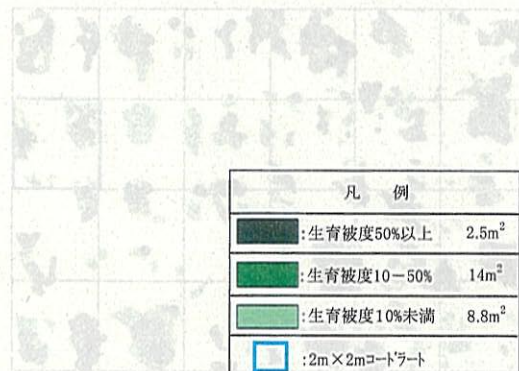 凡 例
:生育被度50%以上 2.5m²
:生育被度10-50% 14m²
:生育被度10%未満 8.8m²
:2m×2mコードラート